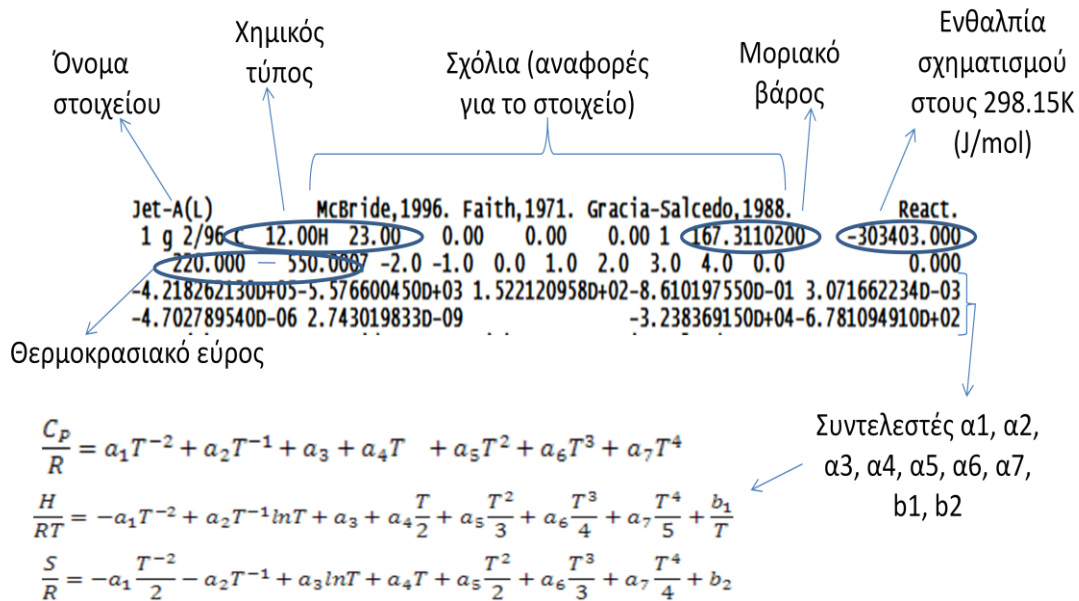 Όνομα
στοιχείου
Χημικός
τύπος
Σχόλια (αναφορές
για το στοιχείο)
Μοριακό
βάρος
Ενθαλπία
σχηματισμού
στους 298.15Κ
(J/mol)
Jet-A(L) McBride,1996. Faith,1971. Gracia-Salcedo,1988. React.
1 g 2/96 C 12.00H 23.00 0.00 0.00 0.00 1 167.3110200 -303403.000
220.000 — 550.0007 -2.0 -1.0 0.0 1.0 2.0 3.0 4.0 0.0 0.000
-4.218262130D+05-5.576600450D+03 1.522120958D+02-8.610197550D-01 3.071662234D-03
-4.702789540D-06 2.743019833D-09 -3.238369150D+04-6.781094910D+02
Θερμοκρασιακό εύρος
Συντελεστές α1, α2,
α3, α4, α5, α6, α7,
b1, b2
C_P/R = a_1T^{-2} + a_2T^{-1} + a_3 + a_4T + a_5T^2 + a_6T^3 + a_7T^4
H/RT = -a_1T^{-2} + a_2T^{-1}lnT + a_3 + a_4 T/2 + a_5 T^2/3 + a_6 T^3/4 + a_7 T^4/5 + b_1/T
S/R = -a_1 T^{-2}/2 - a_2T^{-1} + a_3lnT + a_4T + a_5 T^2/2 + a_6 T^3/3 + a_7 T^4/4 + b_2